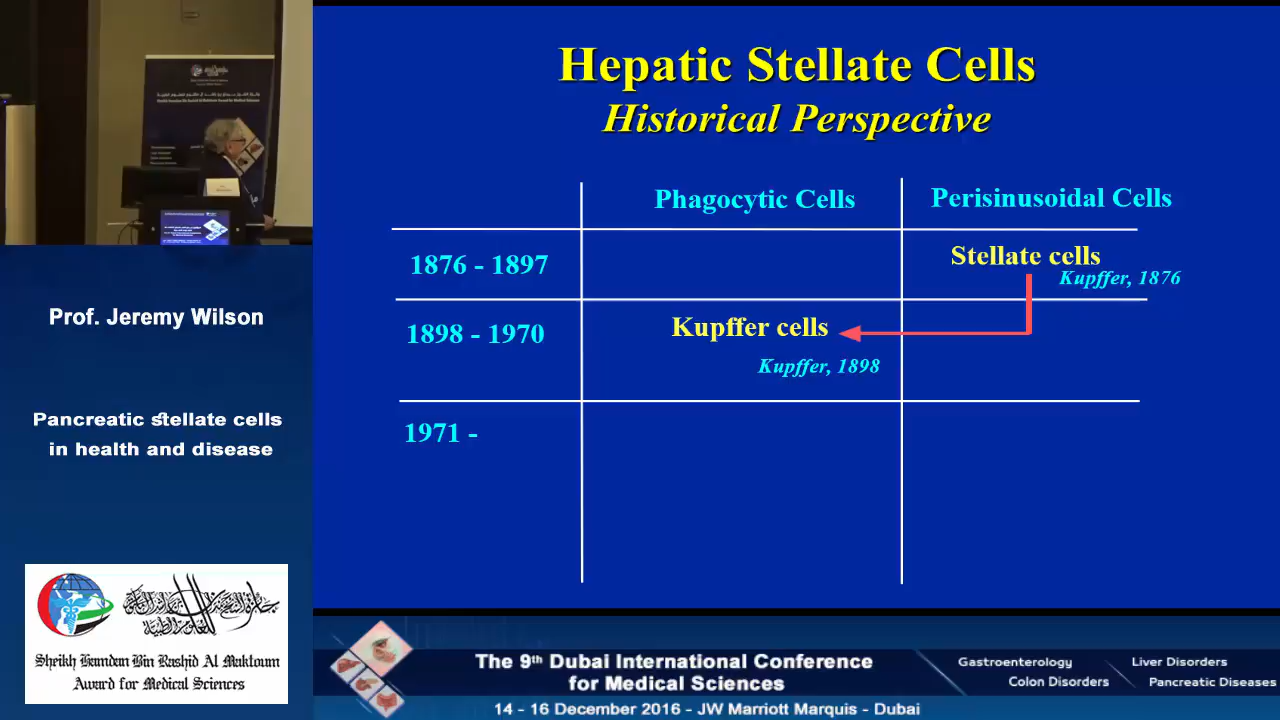 Hepatic Stellate Cells
Historical Perspective
Phagocytic Cells
Perisinusoidal Cells
1876 - 1897
Stellate cells
Kupffer, 1876
1898 - 1970
Kupffer cells
Kupffer, 1898
1971 -
Prof. Jeremy Wilson
Pancreatic stellate cells
in health and disease
Sheikh Hamdan Bin Rashid Al Maktoum
Award for Medical Sciences
The 9th Dubai International Conference
for Medical Sciences
Gastroenterology
Liver Disorders
Colon Disorders
Pancreatic Diseases
14 - 16 December 2016 - JW Marriott Marquis - Dubai